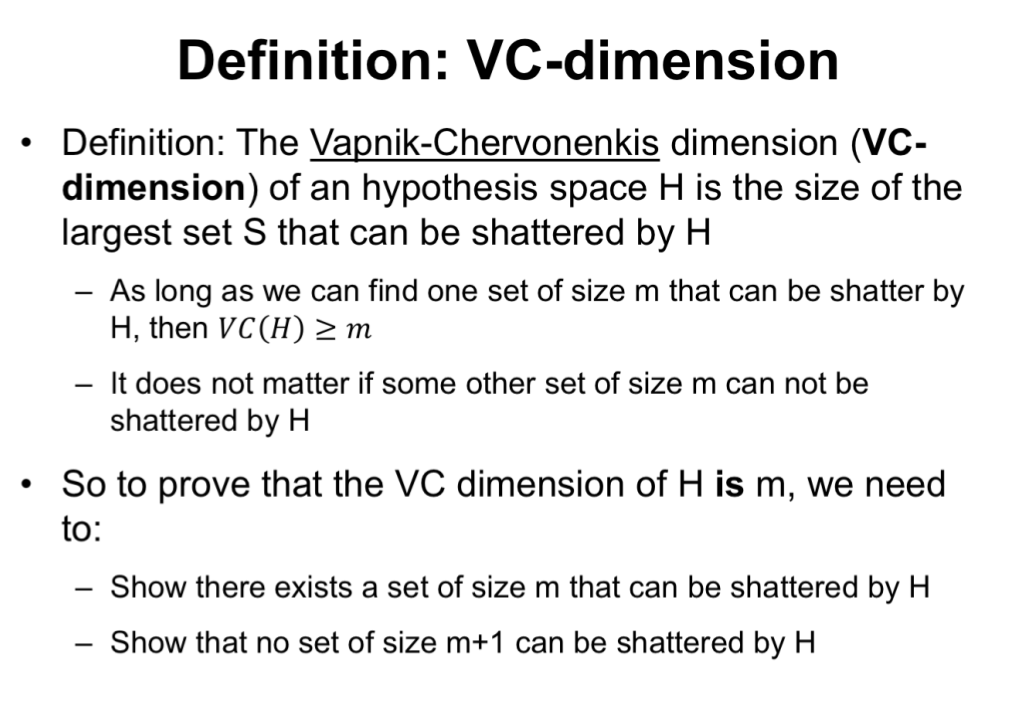 Definition: VC-dimension
• Definition: The Vapnik-Chervonenkis dimension (VC-
dimension) of an hypothesis space H is the size of the
largest set S that can be shattered by H
– As long as we can find one set of size m that can be shatter by
H, then 𝑉𝐶(𝐻) ≥ 𝑚
– It does not matter if some other set of size m can not be
shattered by H
• So to prove that the VC dimension of H is m, we need
to:
– Show there exists a set of size m that can be shattered by H
– Show that no set of size m+1 can be shattered by H